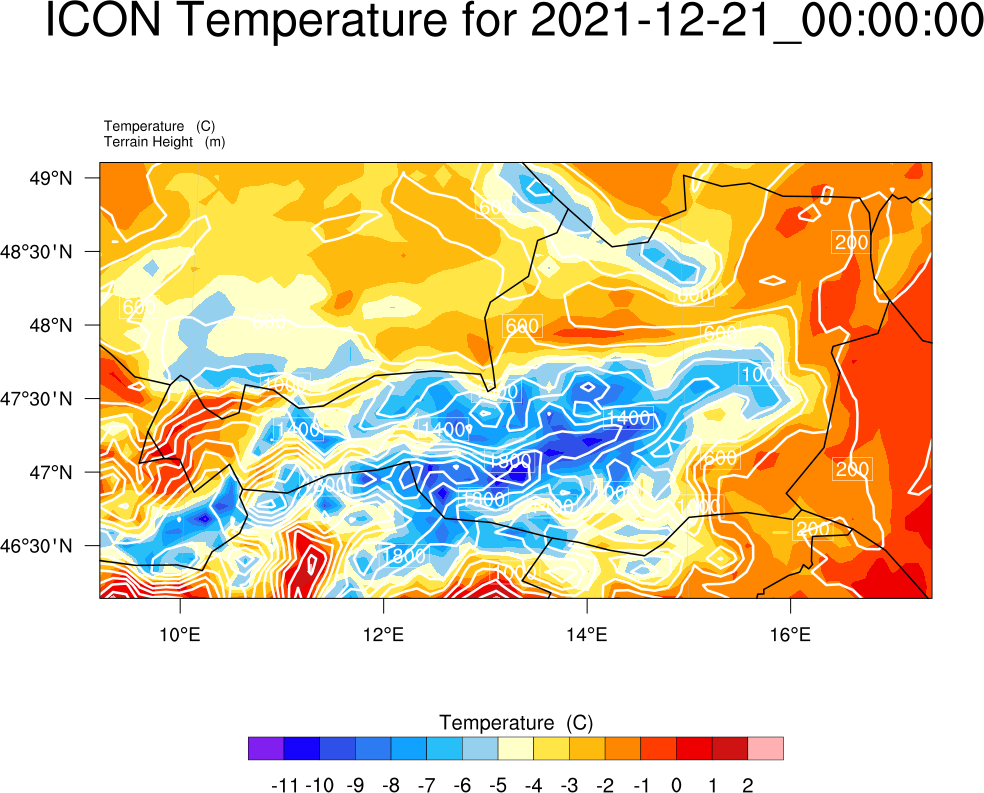 ICON Temperature for 2021-12-21_00:00:00
Temperature (C)
Terrain Height (m)
49°N
48°30'N
48°N
47°30'N
47°N
46°30'N
10°E
12°E
14°E
16°E
200
600
600
600
1000
1400
1400
1400
1800
600
200
1000
200
1800
Temperature (C)
-11 -10 -9 -8 -7 -6 -5 -4 -3 -2 -1 0 1 2